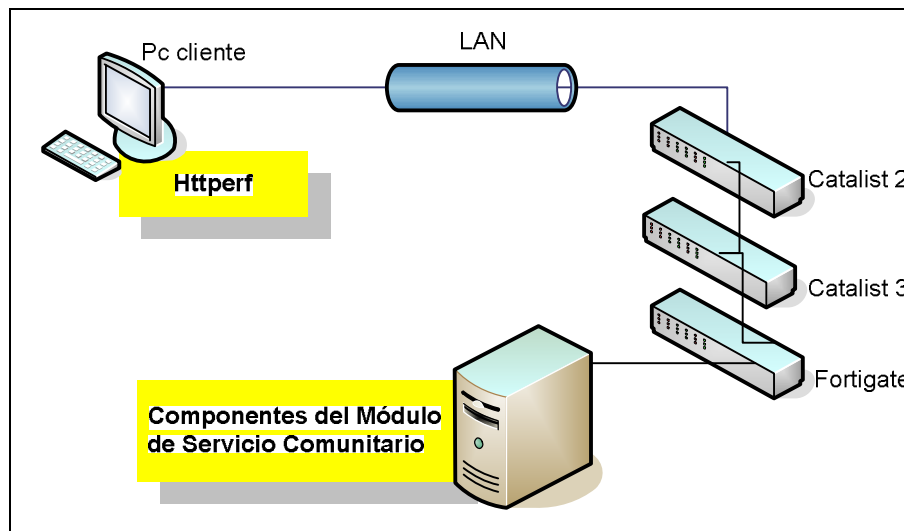 Pc cliente
LAN
Httperf
Catalist 2
Catalist 3
Fortigate
Componentes del Módulo
de Servicio Comunitario